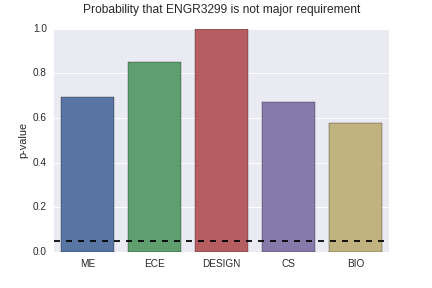 Probability that ENGR3299 is not major requirement
1.0
0.8
0.6
0.4
0.2
0.0
p-value
ME ECE DESIGN CS BIO